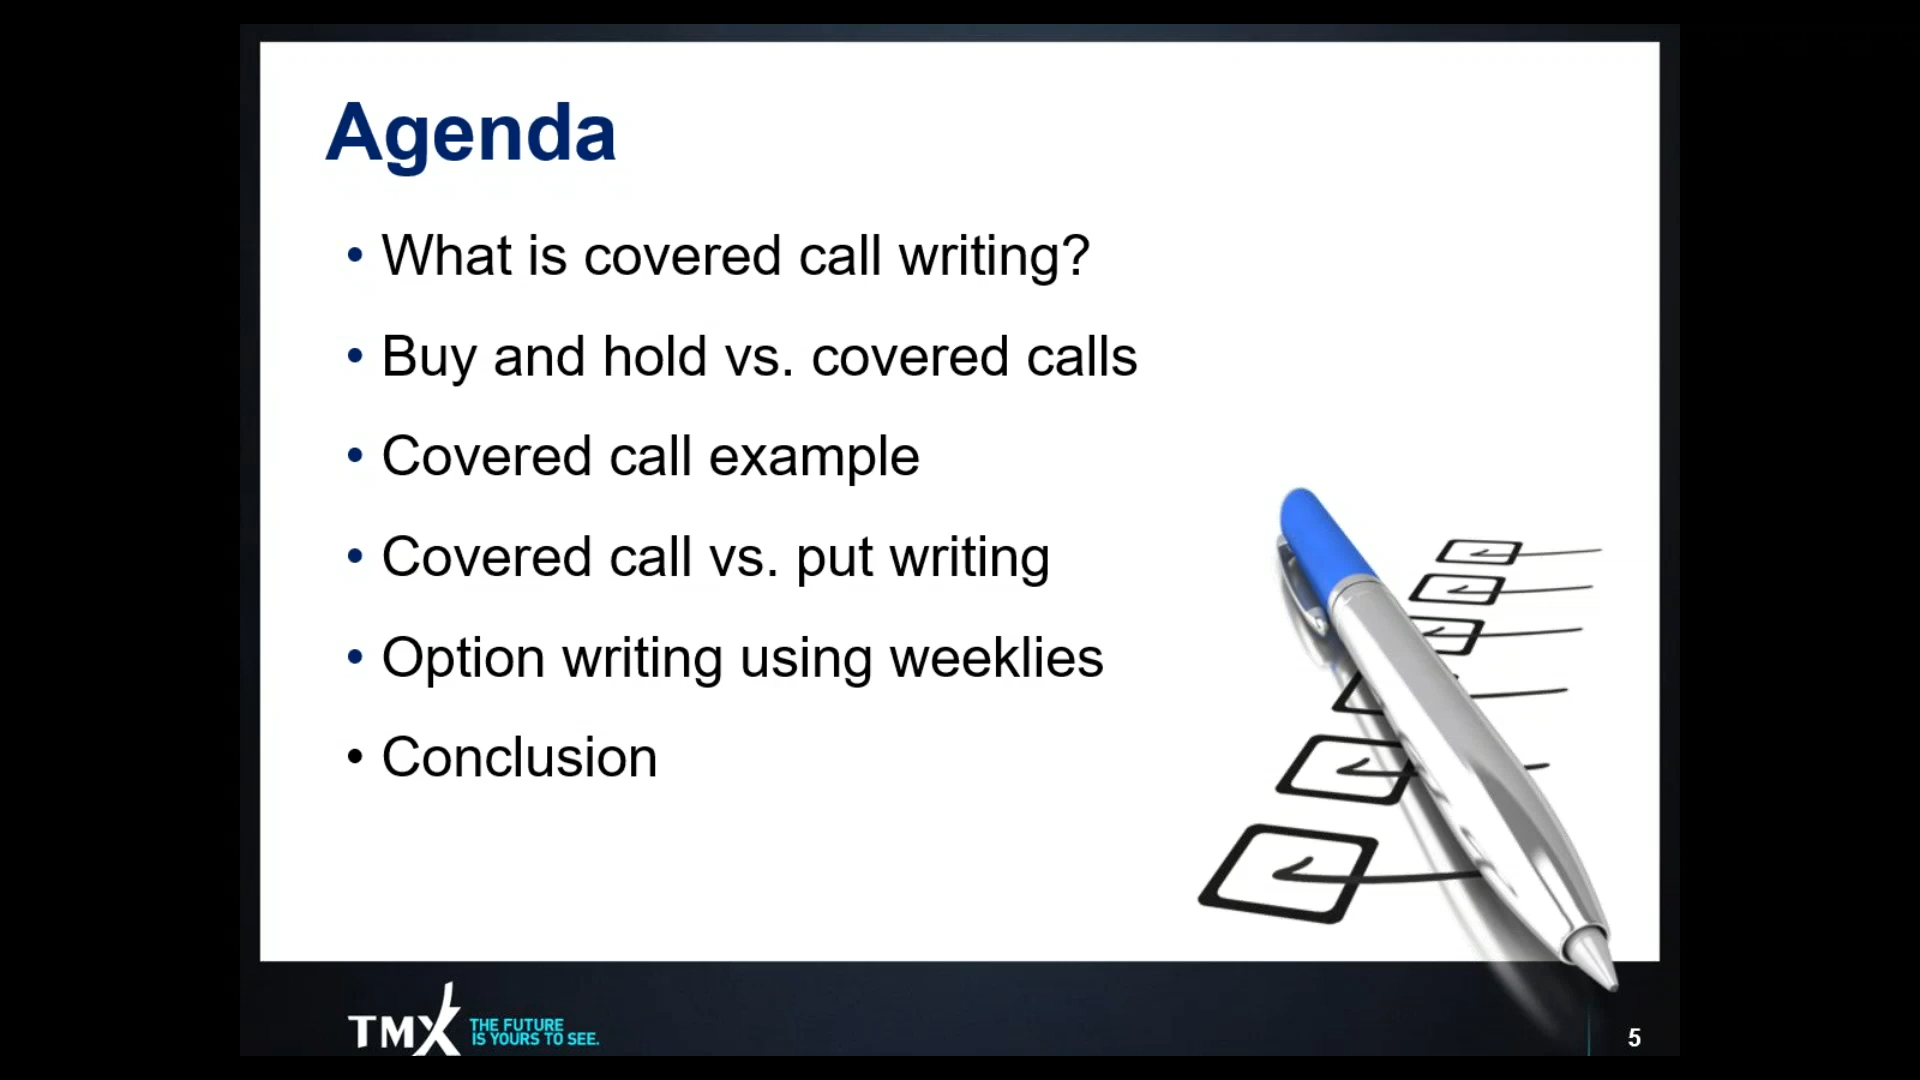 Agenda
• What is covered call writing?
• Buy and hold vs. covered calls
• Covered call example
• Covered call vs. put writing
• Option writing using weeklies
• Conclusion
TMX THE FUTURE
IS YOURS TO SEE.
5